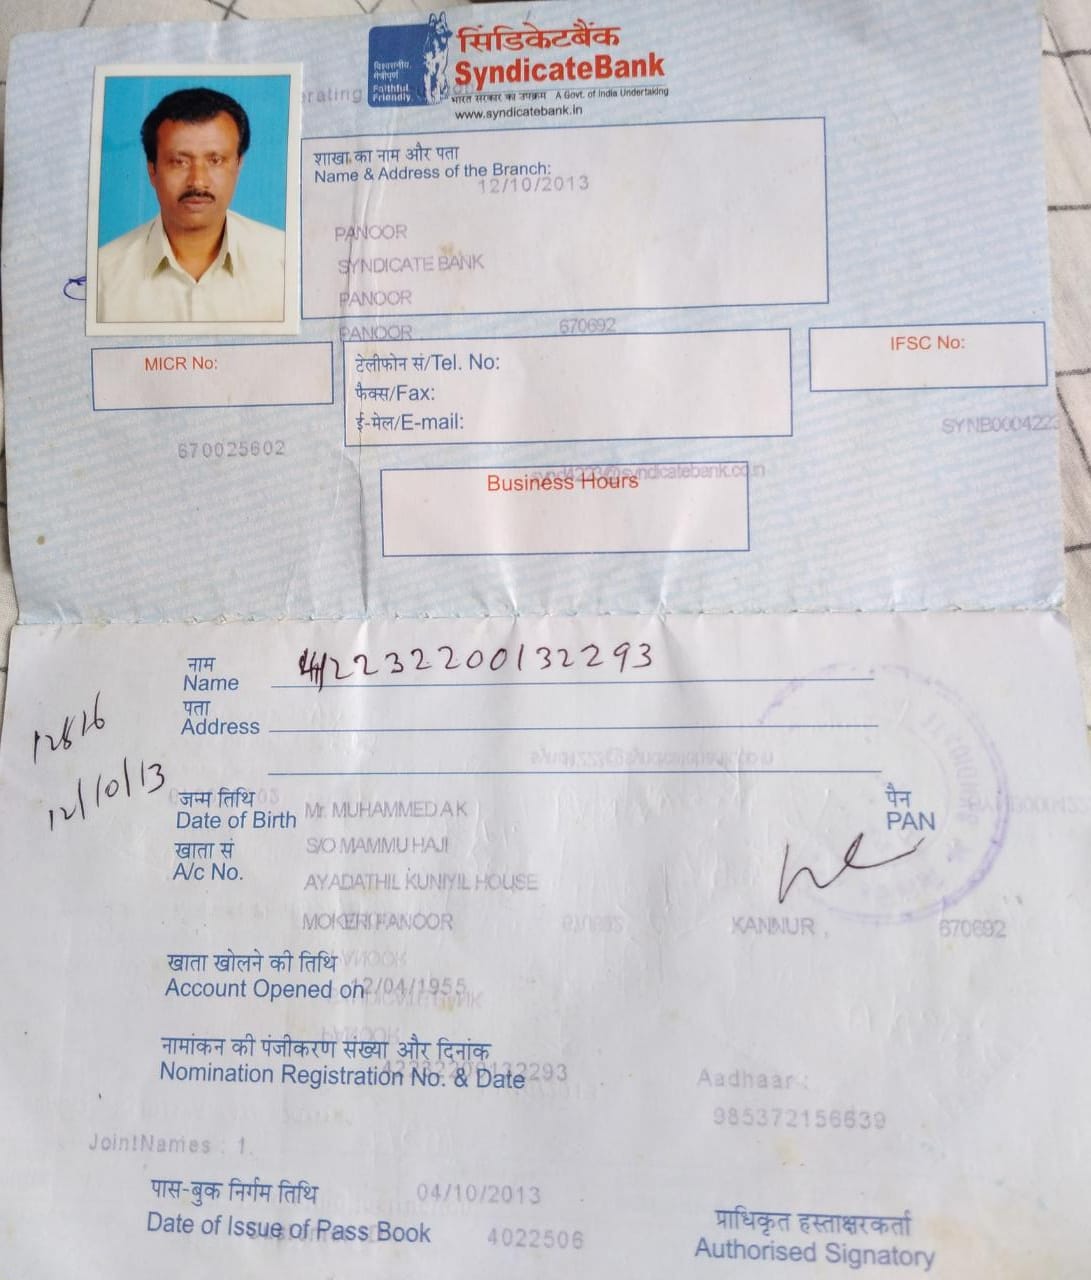 सिंडिकेटबैंक
SyndicateBank
विश्वसनीय, मैत्रीपूर्ण
Faithful Friendly
भारत सरकार का उपक्रम A Govt. of India Undertaking
www.syndicatebank.in
शाखा का नाम और पता
Name & Address of the Branch:
12/10/2013
PANOOR
SYNDICATE BANK
PANOOR
PANOOR 670692
MICR No:
टेलीफोन सं/Tel. No:
फैक्स/Fax:
ई-मेल/E-mail:
IFSC No:
670025602
SYNB0004223
synd4223@syndicatebank.co.in
Business Hours
नाम
Name 42232200132293
पता
Address
12/10/13
जन्म तिथि
Date of Birth Mr. MUHAMMED A K
पैन
PAN
खाता सं
A/c No. S/O MAMMU HAJI
AYADATHIL KUNIYIL HOUSE
MOKERI PANOOR KANNUR , 670692
खाता खोलने की तिथि
Account Opened on 12/04/1955
नामांकन की पंजीकरण संख्या और दिनांक
Nomination Registration No. & Date 42232200132293
Aadhaar :
985372156639
JointNames : 1.
पास-बुक निर्गम तिथि 04/10/2013
Date of Issue of Pass Book 4022506
प्राधिकृत हस्ताक्षरकर्ता
Authorised Signatory